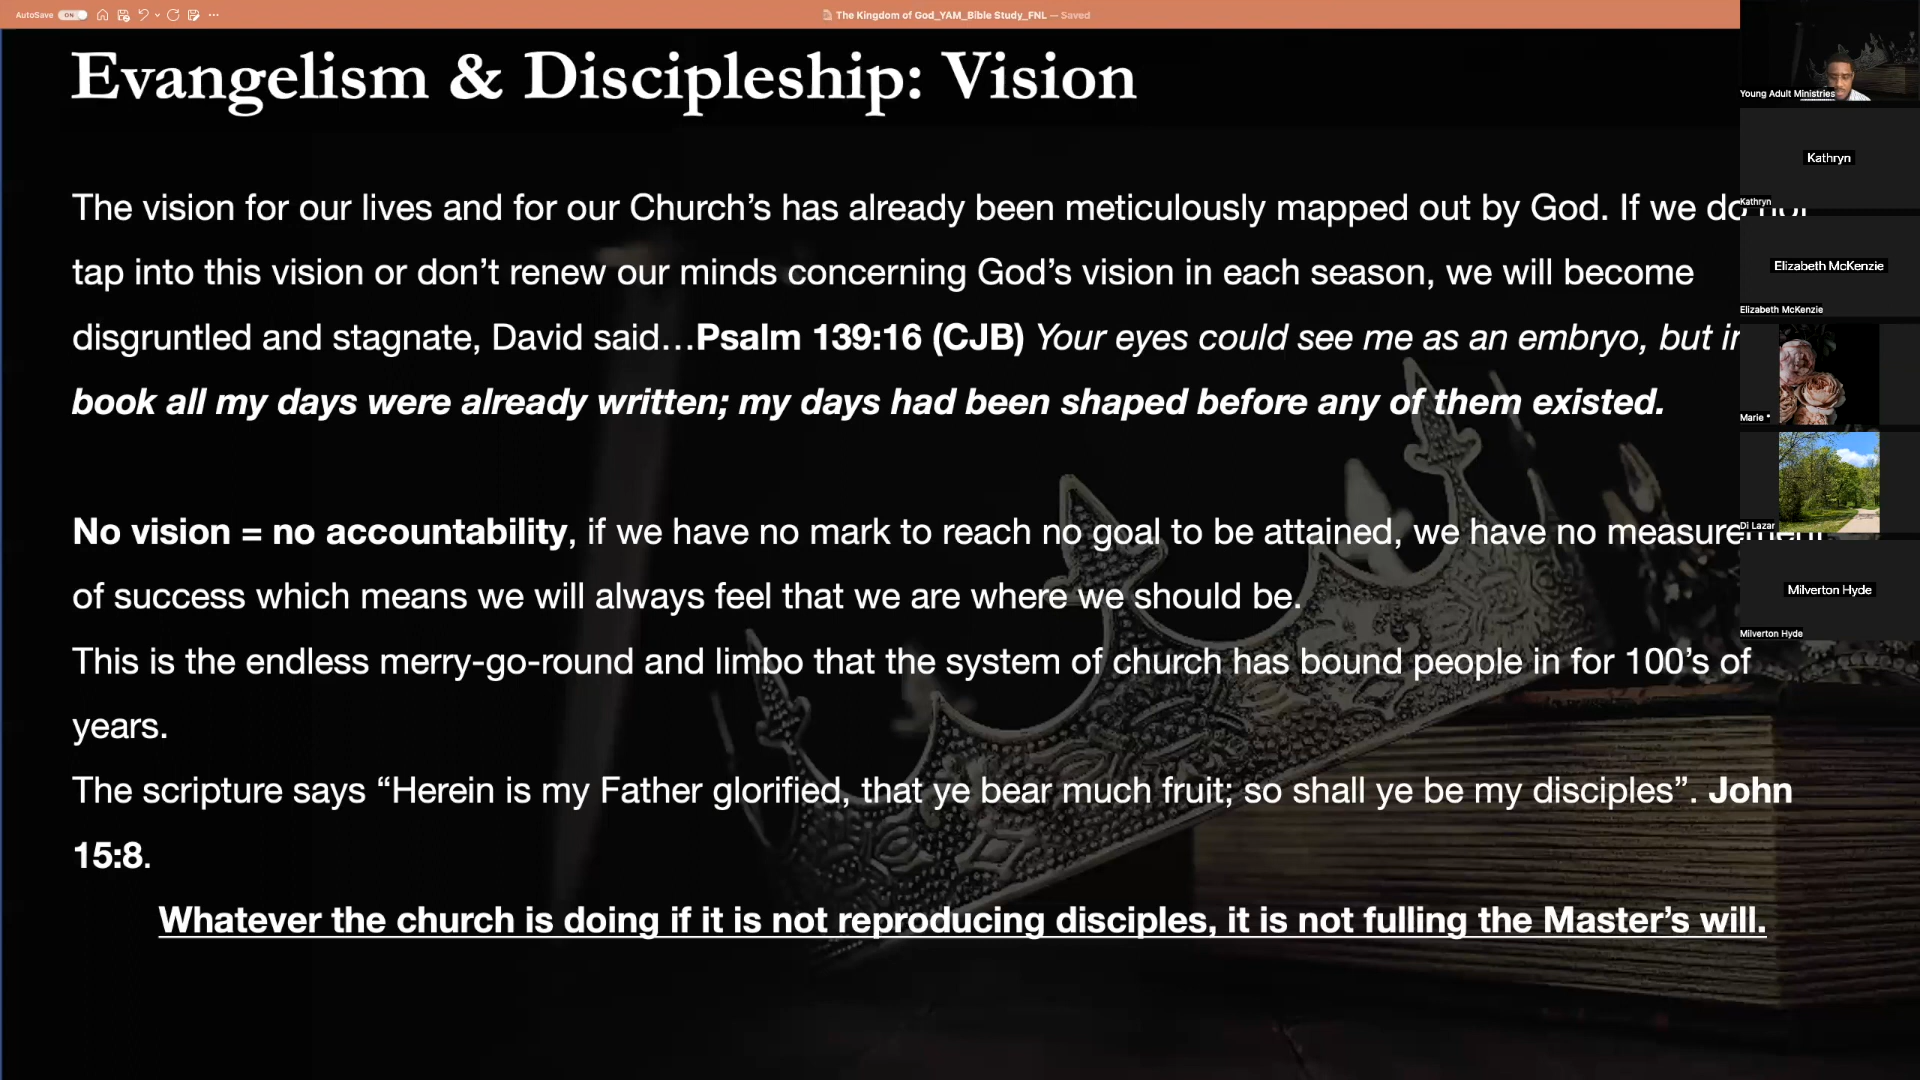 AutoSave ON
The Kingdom of God_YAM_Bible Study_FNL — Saved
Evangelism & Discipleship: Vision
The vision for our lives and for our Church’s has already been meticulously mapped out by God. If we do not
tap into this vision or don’t renew our minds concerning God’s vision in each season, we will become
disgruntled and stagnate, David said…Psalm 139:16 (CJB) Your eyes could see me as an embryo, but
book all my days were already written; my days had been shaped before any of them existed.
No vision = no accountability, if we have no mark to reach no goal to be attained, we have no measurement
of success which means we will always feel that we are where we should be.
This is the endless merry-go-round and limbo that the system of church has bound people in for 100’s of
years.
The scripture says “Herein is my Father glorified, that ye bear much fruit; so shall ye be my disciples”. John
15:8.
Whatever the church is doing if it is not reproducing disciples, it is not fulling the Master’s will.
Young Adult Ministries
Kathryn
Kathryn
Elizabeth McKenzie
Elizabeth McKenzie
Marie *
Di Lazar
Milverton Hyde
Milverton Hyde